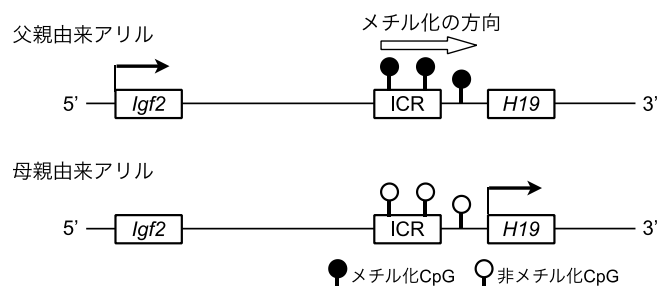 父親由来アリル
メチル化の方向
5’ Igf2 ICR H19 3’
母親由来アリル
5’ Igf2 ICR H19 3’
メチル化CpG 非メチル化CpG